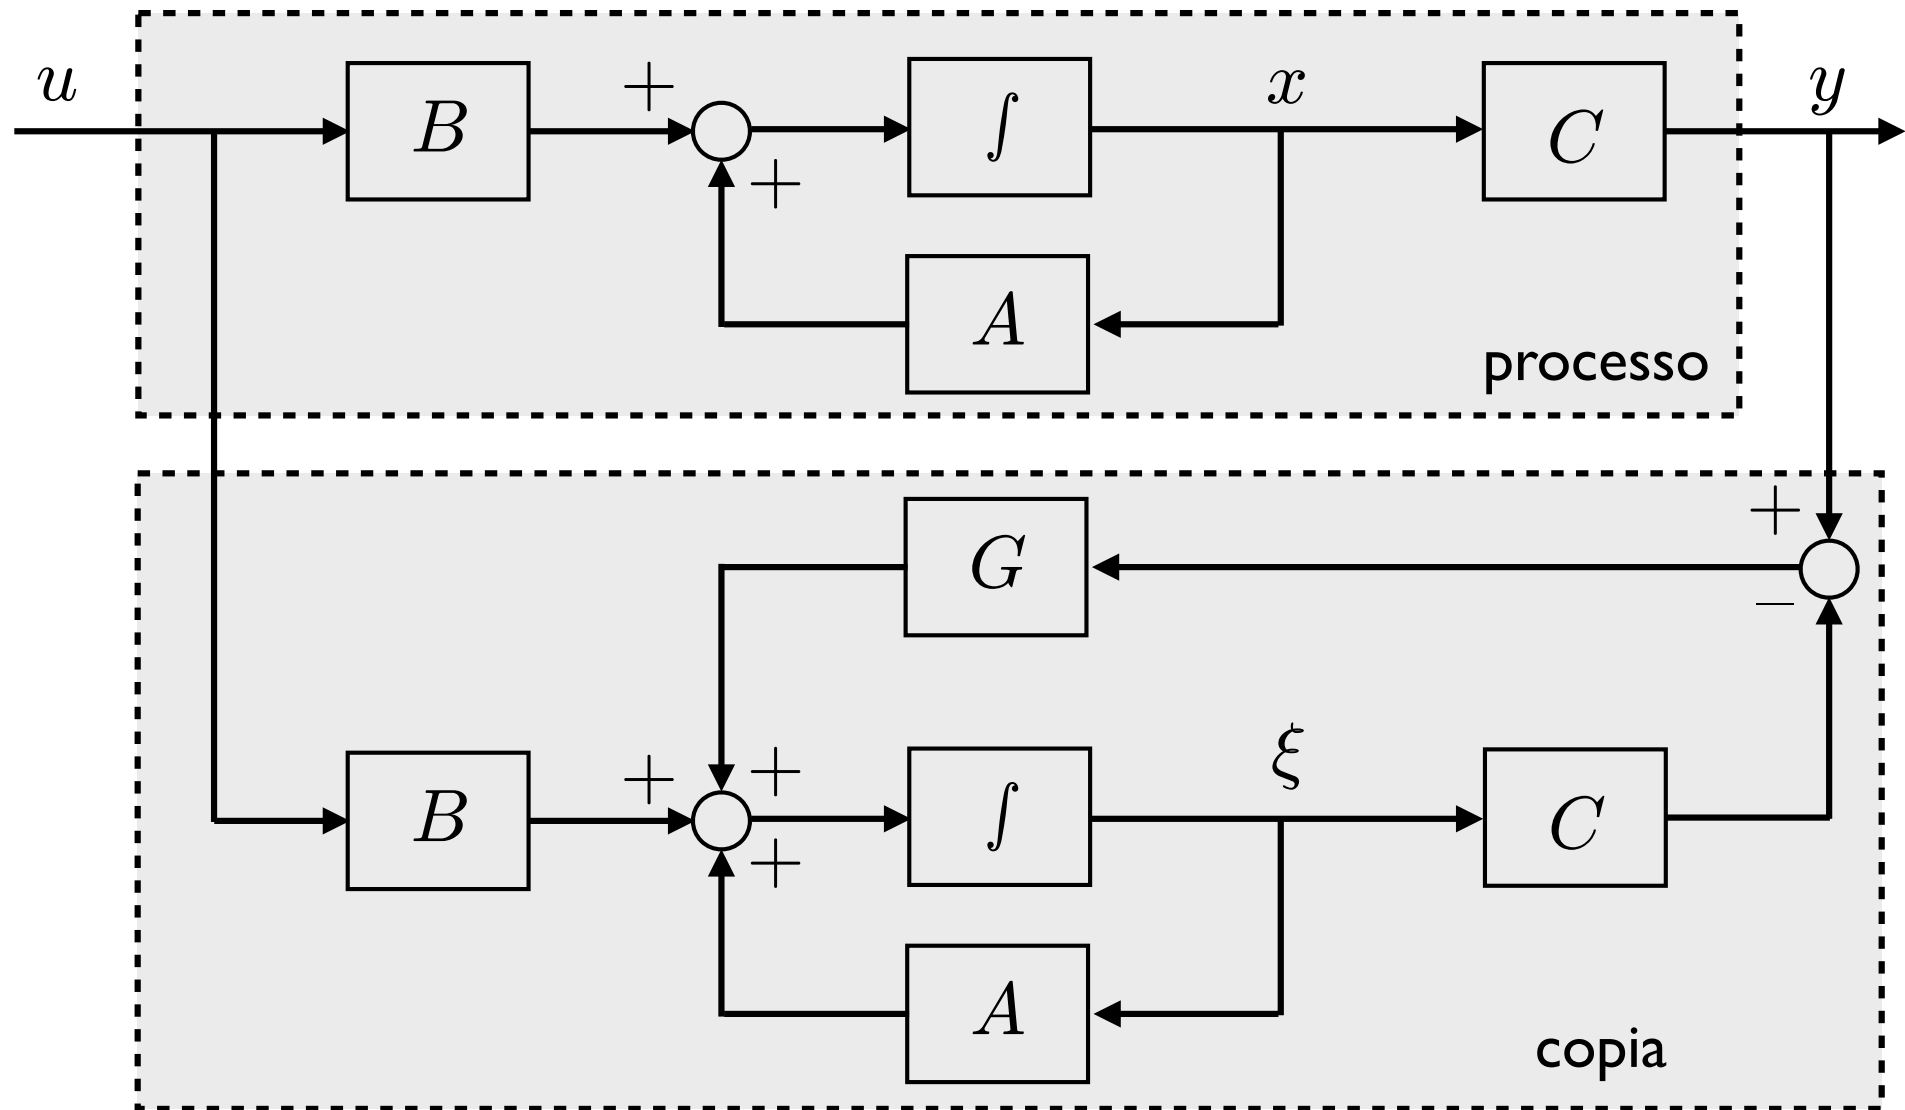 u
B
+
+
∫
x
C
y
A
processo
G
+
−
B
+
+
+
∫
ξ
C
A
copia